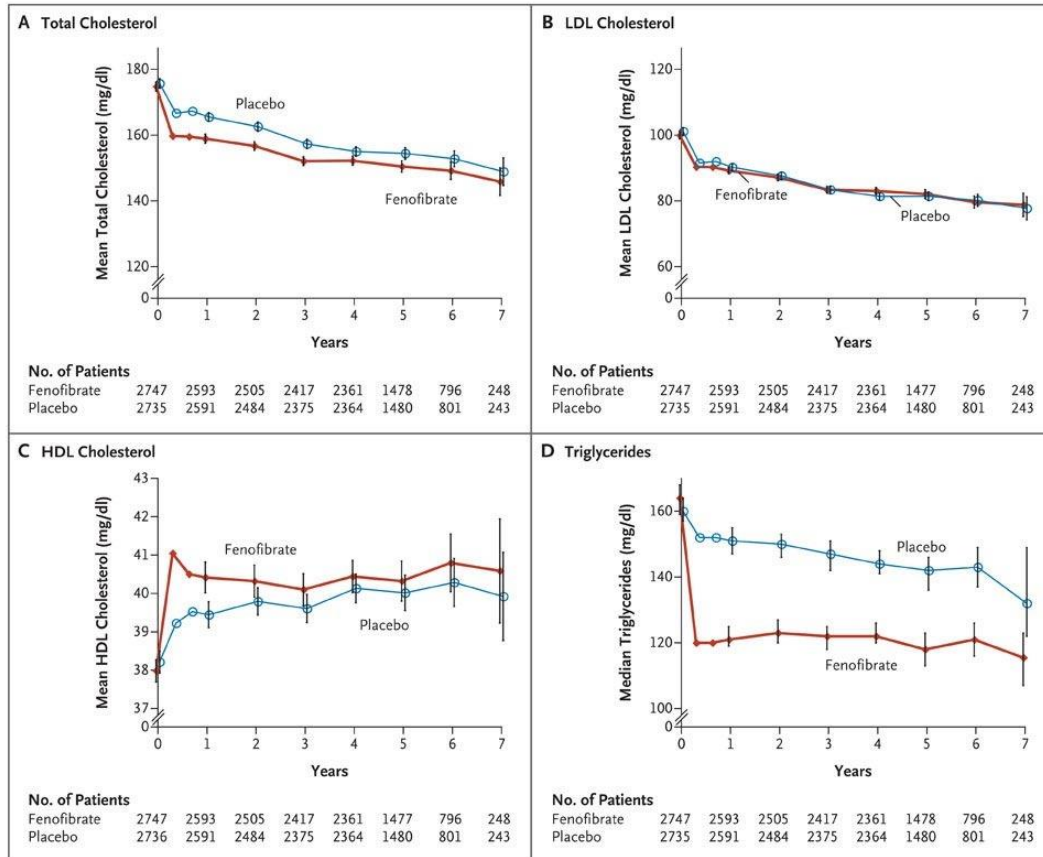 A Total Cholesterol
Mean Total Cholesterol (mg/dl)
180
160
140
120
0
Placebo
Fenofibrate
0 1 2 3 4 5 6 7
Years
No. of Patients
Fenofibrate 2747 2593 2505 2417 2361 1478 796 248
Placebo 2735 2591 2484 2375 2364 1480 801 243
B LDL Cholesterol
Mean LDL Cholesterol (mg/dl)
120
100
80
60
0
Fenofibrate
Placebo
0 1 2 3 4 5 6 7
Years
No. of Patients
Fenofibrate 2747 2593 2505 2417 2361 1477 796 248
Placebo 2735 2591 2484 2375 2364 1480 801 243
C HDL Cholesterol
Mean HDL Cholesterol (mg/dl)
43
42
41
40
39
38
37
0
Fenofibrate
Placebo
0 1 2 3 4 5 6 7
Years
No. of Patients
Fenofibrate 2747 2593 2505 2417 2361 1477 796 248
Placebo 2736 2591 2484 2375 2364 1480 801 243
D Triglycerides
Median Triglycerides (mg/dl)
160
140
120
100
0
Placebo
Fenofibrate
0 1 2 3 4 5 6 7
Years
No. of Patients
Fenofibrate 2747 2593 2505 2417 2361 1478 796 248
Placebo 2735 2591 2484 2375 2364 1480 801 243